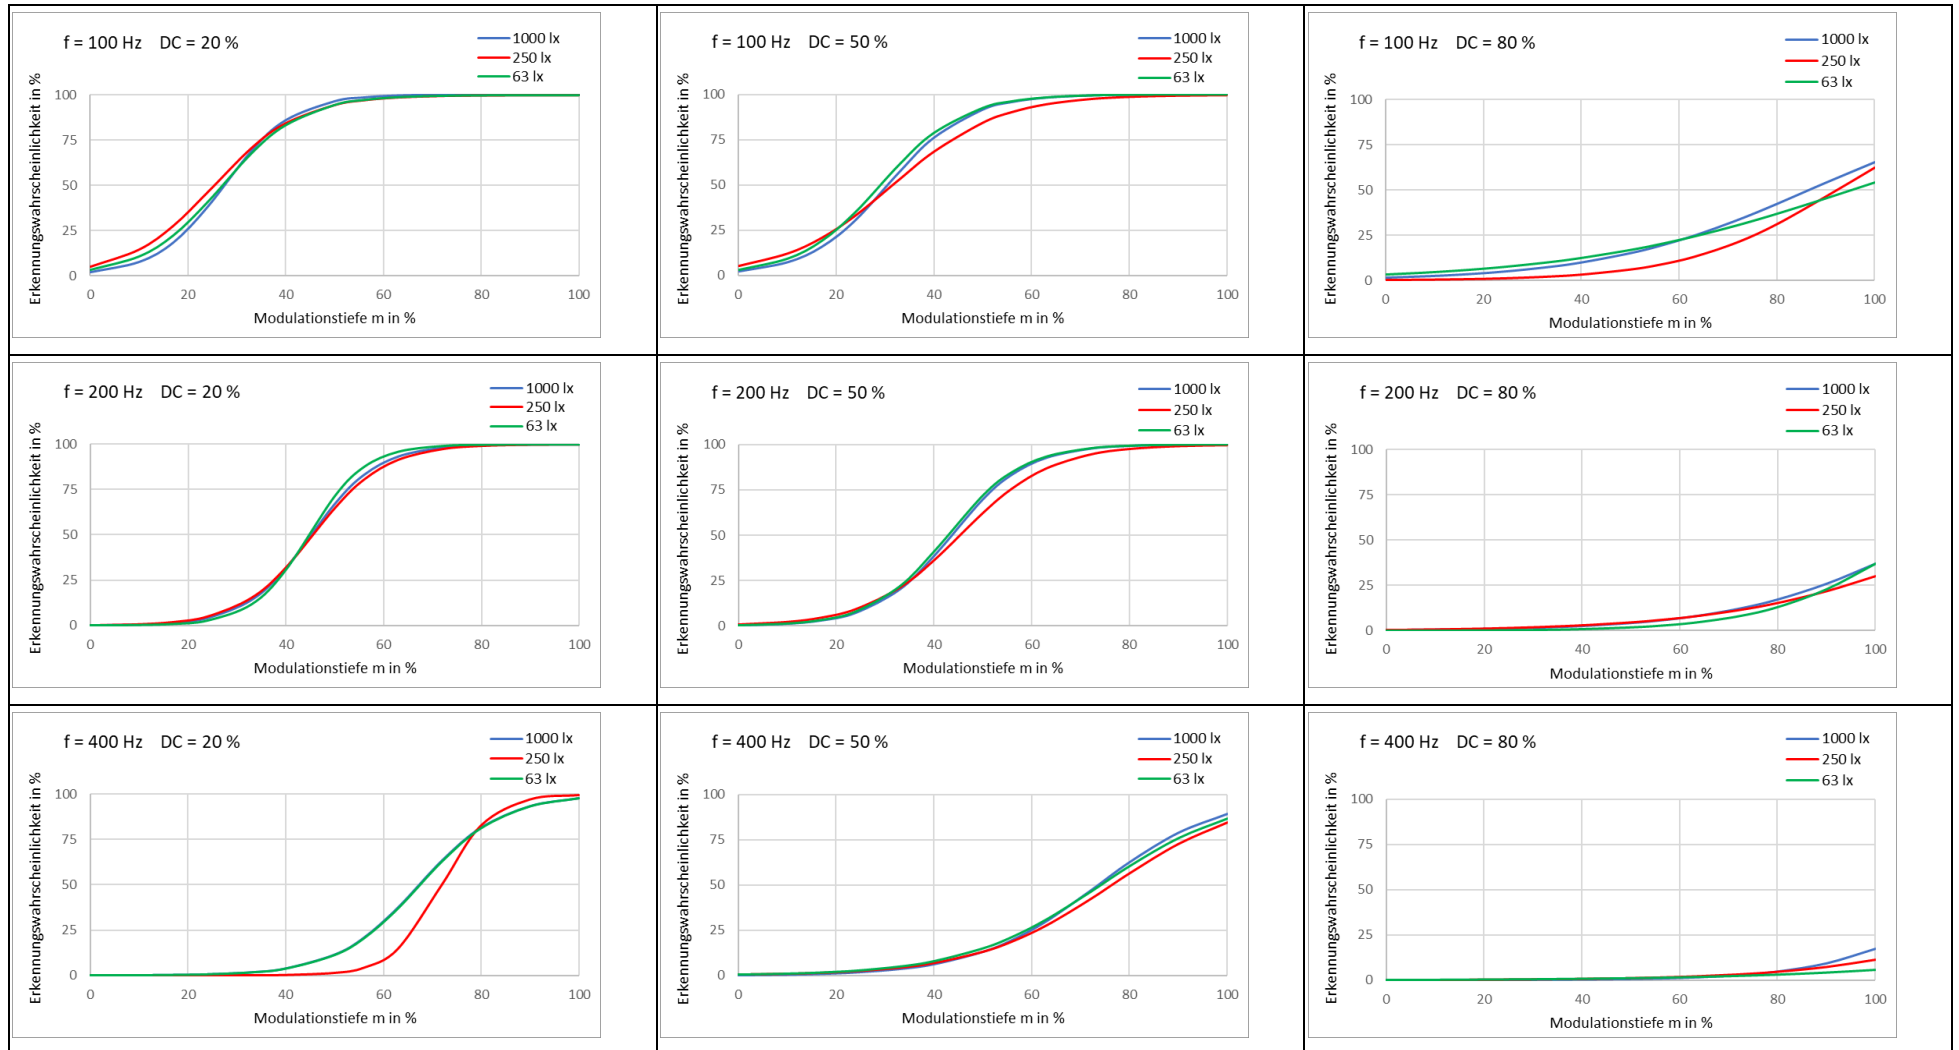 f = 100 Hz DC = 20 %
1000 lx
250 lx
63 lx
Erkennungswahrscheinlichkeit in %
100
75
50
25
0
0 20 40 60 80 100
Modulationstiefe m in %
f = 100 Hz DC = 50 %
1000 lx
250 lx
63 lx
Erkennungswahrscheinlichkeit in %
100
75
50
25
0
0 20 40 60 80 100
Modulationstiefe m in %
f = 100 Hz DC = 80 %
1000 lx
250 lx
63 lx
Erkennungswahrscheinlichkeit in %
100
75
50
25
0
0 20 40 60 80 100
Modulationstiefe m in %
f = 200 Hz DC = 20 %
1000 lx
250 lx
63 lx
Erkennungswahrscheinlichkeit in %
100
75
50
25
0
0 20 40 60 80 100
Modulationstiefe m in %
f = 200 Hz DC = 50 %
1000 lx
250 lx
63 lx
Erkennungswahrscheinlichkeit in %
100
75
50
25
0
0 20 40 60 80 100
Modulationstiefe m in %
f = 200 Hz DC = 80 %
1000 lx
250 lx
63 lx
Erkennungswahrscheinlichkeit in %
100
75
50
25
0
0 20 40 60 80 100
Modulationstiefe m in %
f = 400 Hz DC = 20 %
1000 lx
250 lx
63 lx
Erkennungswahrscheinlichkeit in %
100
75
50
25
0
0 20 40 60 80 100
Modulationstiefe m in %
f = 400 Hz DC = 50 %
1000 lx
250 lx
63 lx
Erkennungswahrscheinlichkeit in %
100
75
50
25
0
0 20 40 60 80 100
Modulationstiefe m in %
f = 400 Hz DC = 80 %
1000 lx
250 lx
63 lx
Erkennungswahrscheinlichkeit in %
100
75
50
25
0
0 20 40 60 80 100
Modulationstiefe m in %